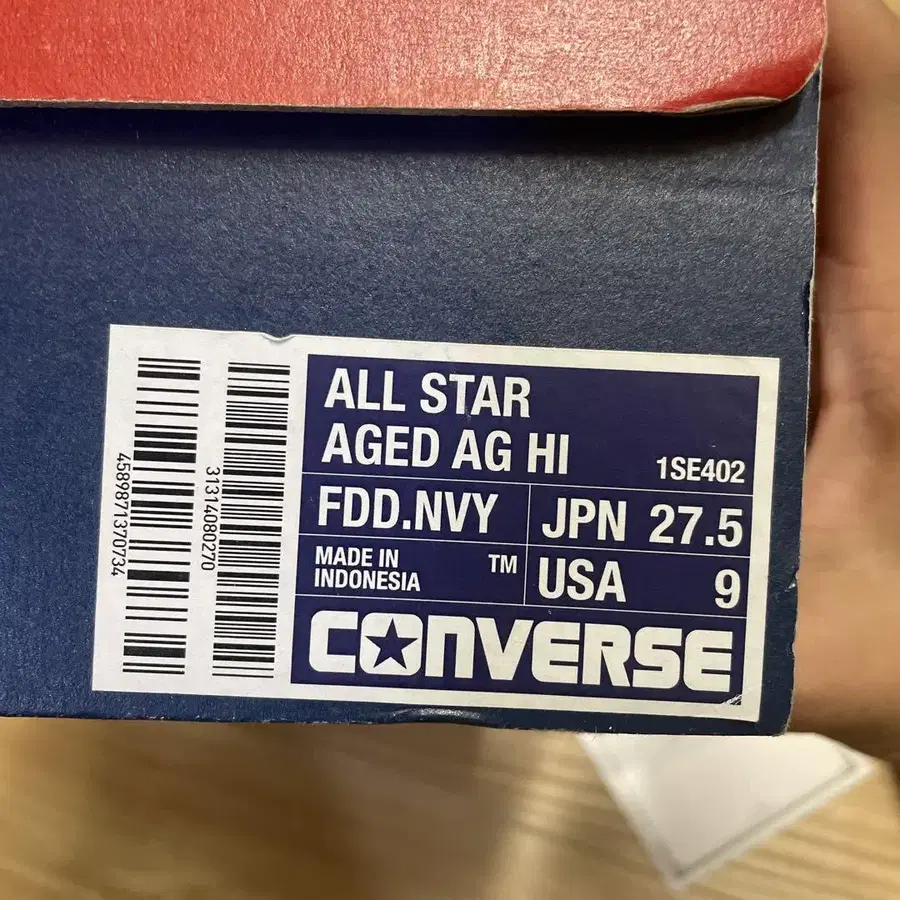 4589871370734
31314080270
ALL STAR
AGED AG HI
1SE402
FDD.NVY
JPN 27.5
MADE IN
INDONESIA
TM
USA 9
CONVERSE